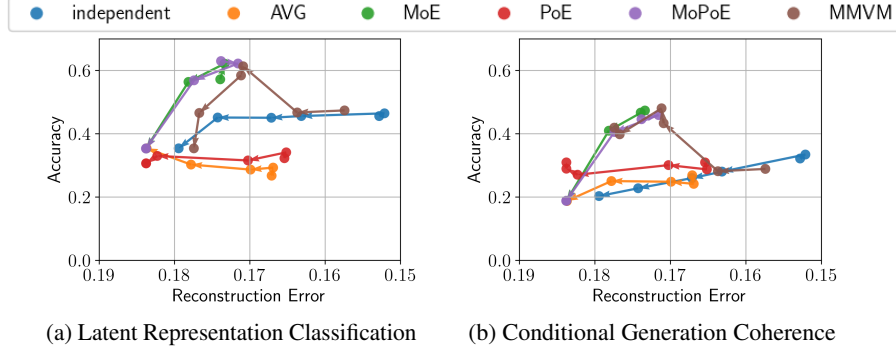 independent AVG MoE PoE MoPoE MMVM
0.6
0.4
0.2
0.0
Accuracy
0.19 0.18 0.17 0.16 0.15
Reconstruction Error
(a) Latent Representation Classification
0.6
0.4
0.2
0.0
Accuracy
0.19 0.18 0.17 0.16 0.15
Reconstruction Error
(b) Conditional Generation Coherence